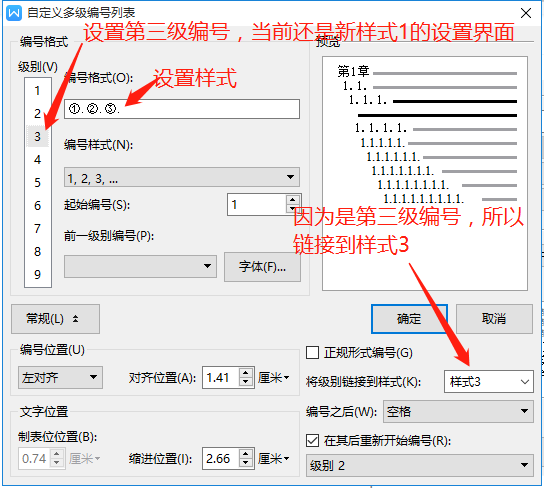 自定义多级编号列表
设置第三级编号，当前还是新样式1的设置界面
编号格式
预览
级别(V)
编号格式(O):
设置样式
1
2
3
4
5
6
7
8
9
①.②.③.
编号样式(N):
1, 2, 3, ...
起始编号(S):
1
前一级别编号(P):
字体(F)...
第1章
1. 1.
1. 1. 1.
1. 1. 1. 1.
1.1.1.1.1.
1.1.1.1.1.1.
1.1.1.1.1.1.1.
1.1.1.1.1.1.1.1.
1.1.1.1.1.1.1.1.1.
因为是第三级编号，所以
链接到样式3
常规(L)
确定
取消
编号位置(U)
左对齐
对齐位置(A):
1.41
厘米
正规形式编号(G)
将级别链接到样式(K):
样式3
文字位置
编号之后(W):
空格
制表位位置(B):
0.74
厘米
缩进位置(I):
2.66
厘米
在其后重新开始编号(R):
级别 2